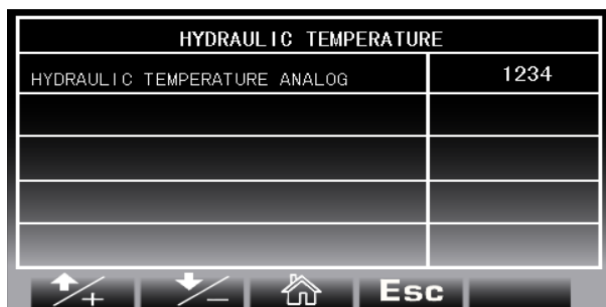 HYDRAULIC TEMPERATURE
HYDRAULIC TEMPERATURE ANALOG 1234
+ - Esc